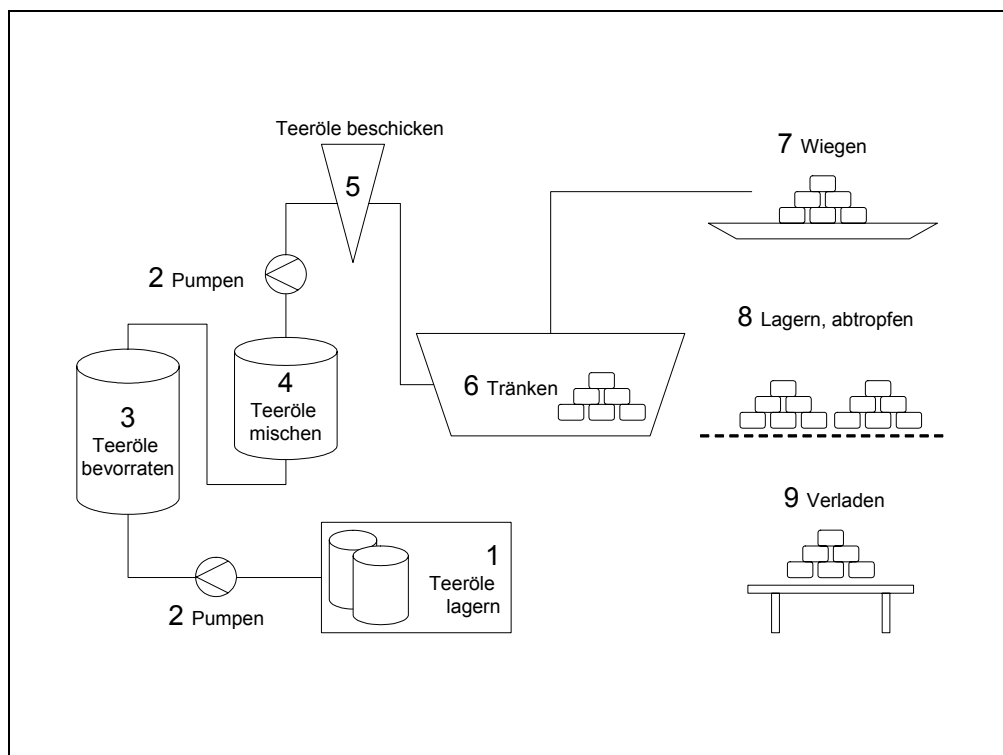 Teeröle beschicken
5
7 Wiegen
2 Pumpen
8 Lagern, abtropfen
4
Teeröle
mischen
6 Tränken
3
Teeröle
bevorraten
9 Verladen
1
Teeröle
lagern
2 Pumpen